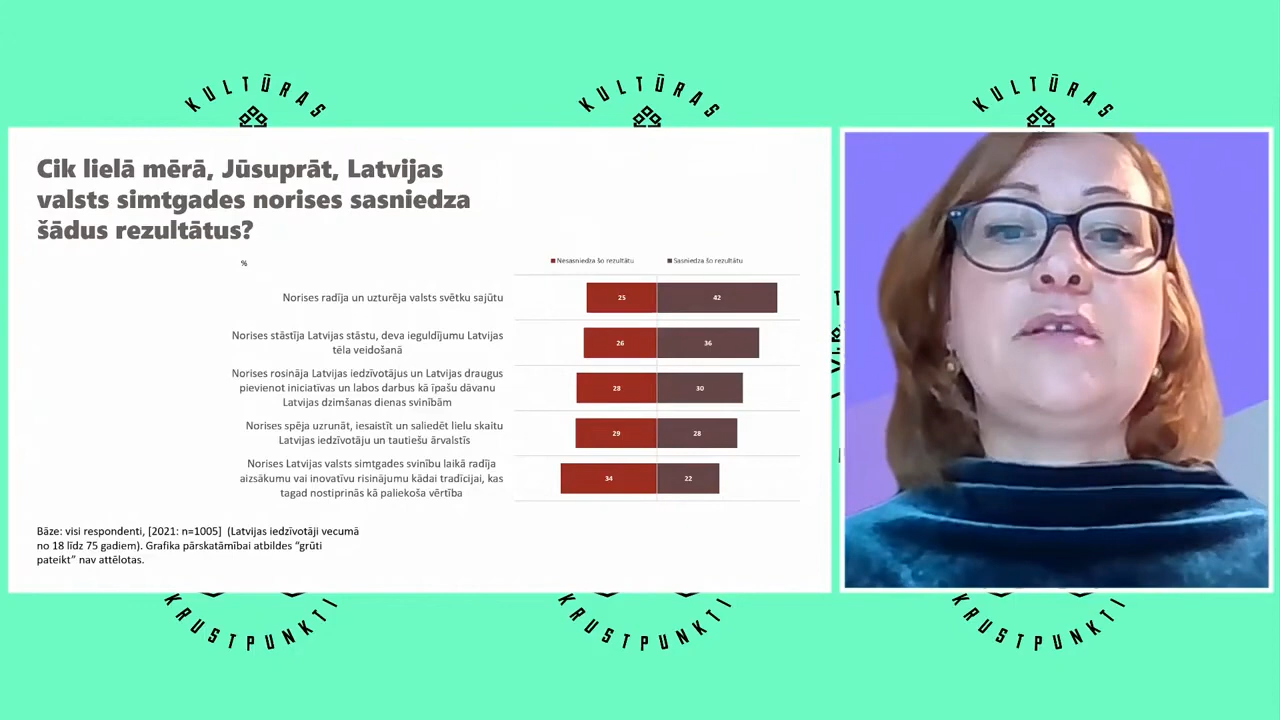 KULTŪRAS
KULTŪRAS
KULTŪRAS
Cik lielā mērā, Jūsuprāt, Latvijas
valsts simtgades norises sasniedza
šādus rezultātus?
%
Nesasniedza šo rezultātu
Sasniedza šo rezultātu
Norises radīja un uzturēja valsts svētku sajūtu
25
42
Norises stāstīja Latvijas stāstu, deva ieguldījumu Latvijas
tēla veidošanā
26
36
Norises rosināja Latvijas iedzīvotājus un Latvijas draugus
pievienot iniciatīvas un labos darbus kā īpašu dāvanu
Latvijas dzimšanas dienas svinībām
28
30
Norises spēja uzrunāt, iesaistīt un saliedēt lielu skaitu
Latvijas iedzīvotāju un tautiešu ārvalstīs
29
28
Norises Latvijas valsts simtgades svinību laikā radīja
aizsākumu vai inovatīvu risinājumu kādai tradīcijai, kas
tagad nostiprinās kā paliekoša vērtība
34
22
Bāze: visi respondenti, [2021: n=1005] (Latvijas iedzīvotāji vecumā
no 18 līdz 75 gadiem). Grafika pārskatāmībai atbildes “grūti
pateikt” nav attēlotas.
KRUSTPUNKTI
KRUSTPUNKTI
KRUSTPUNKTI